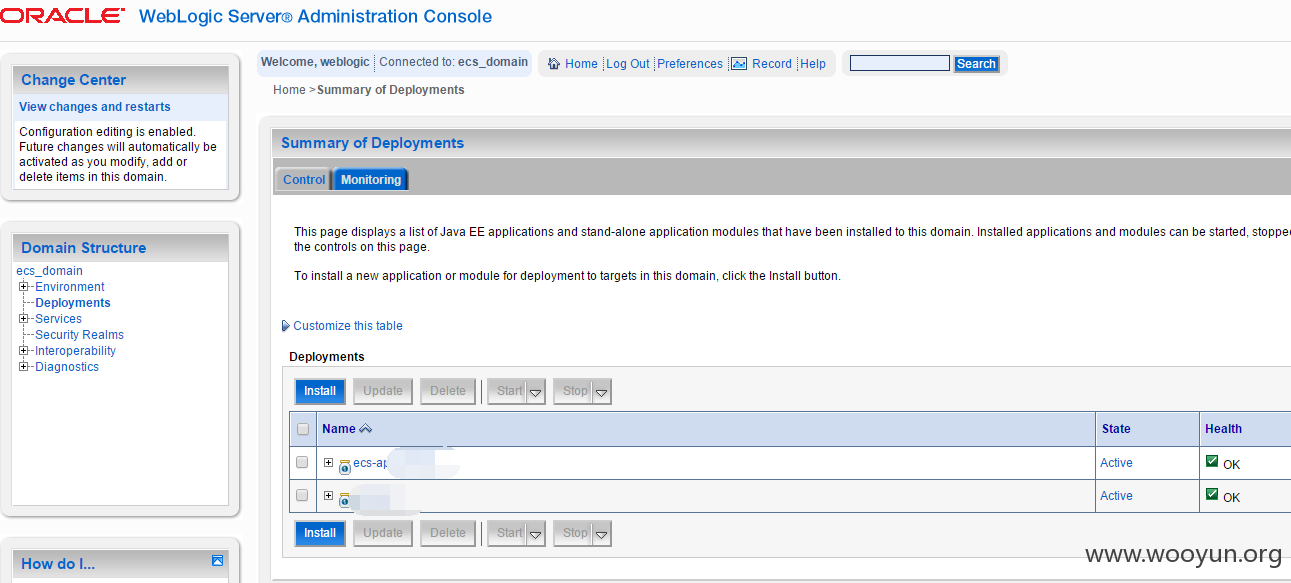 ORACLE WebLogic Server® Administration Console
Change Center
View changes and restarts
Configuration editing is enabled.
Future changes will automatically be
activated as you modify, add or
delete items in this domain.
Domain Structure
ecs_domain
Environment
Deployments
Services
Security Realms
Interoperability
Diagnostics
How do I...
Welcome, weblogic Connected to: ecs_domain
Home Log Out Preferences Record Help
Search
Home >Summary of Deployments
Summary of Deployments
Control Monitoring
This page displays a list of Java EE applications and stand-alone application modules that have been installed to this domain. Installed applications and modules can be started,
the controls on this page.
To install a new application or module for deployment to targets in this domain, click the Install button.
Customize this table
Deployments
Install Update Delete Start Stop
Name State Health
Active OK
Active OK
Install Update Delete Start Stop
www.wooyun.org